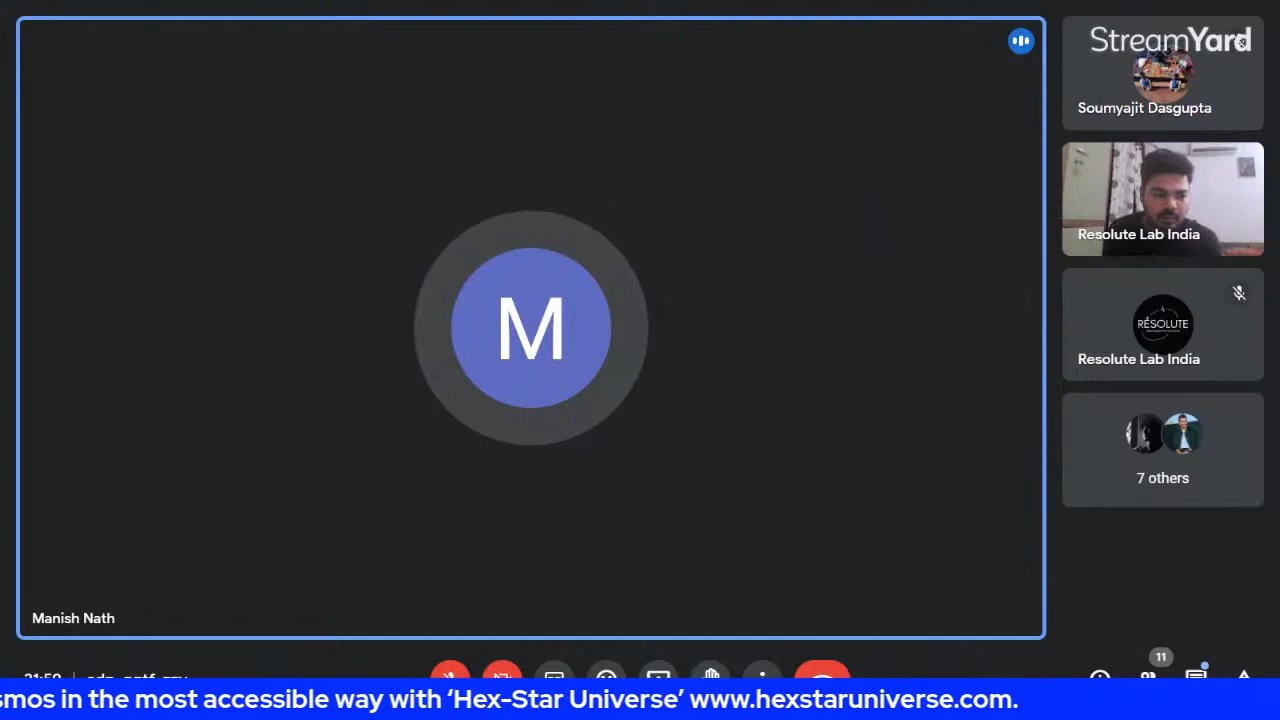 StreamYard
Soumyajit Dasgupta
Resolute Lab India
RESOLUTE
Resolute Lab India
7 others
M
Manish Nath
11
smos in the most accessible way with ‘Hex-Star Universe’ www.hexstaruniverse.com.